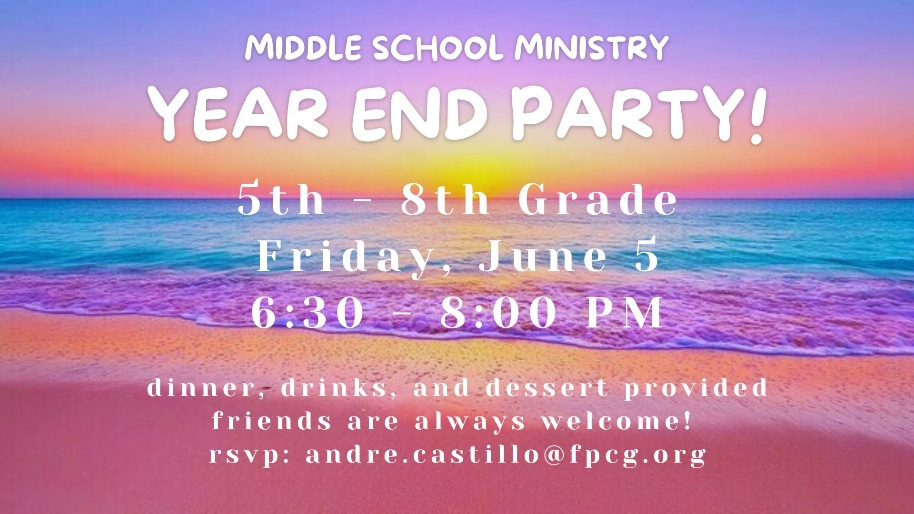 MIDDLE SCHOOL MINISTRY
YEAR END PARTY!
5th - 8th Grade
Friday, June 5
6:30 - 8:00 PM
dinner, drinks, and dessert provided
friends are always welcome!
rsvp: andre.castillo@fpcg.org